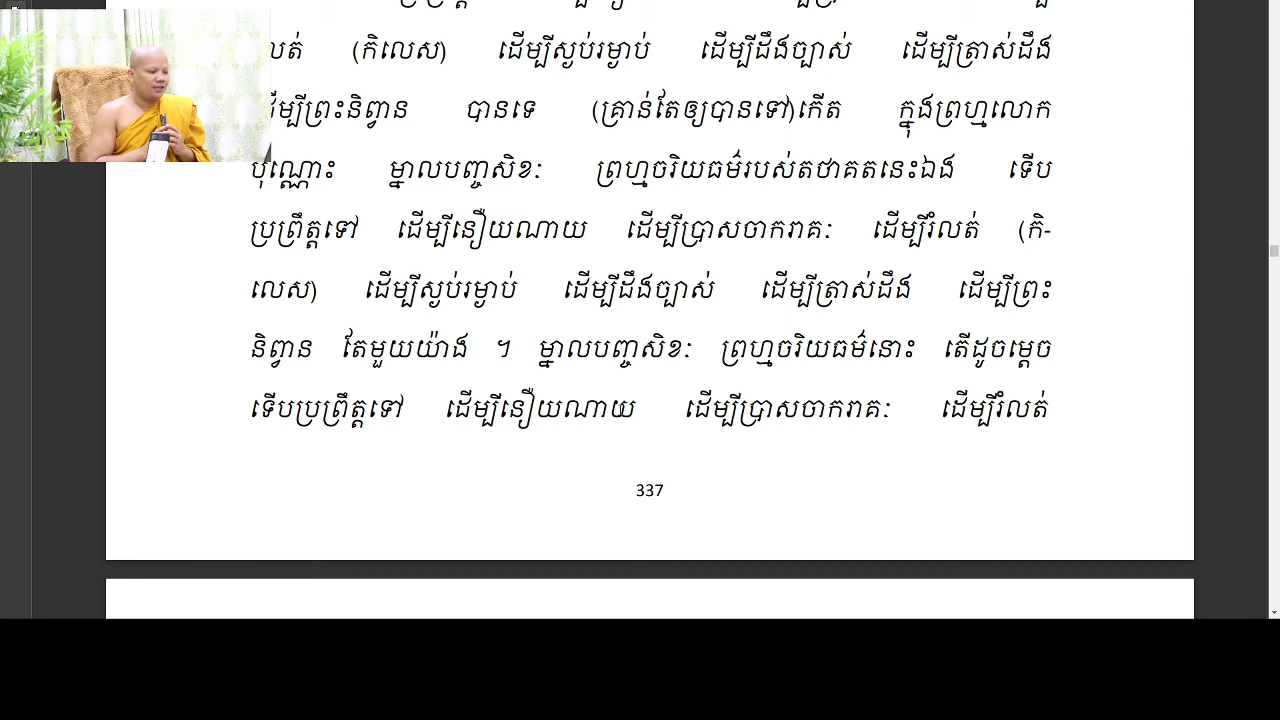 (កិលេស) ដើម្បីស្ងប់រម្ងាប់ ដើម្បីដឹងច្បាស់ ដើម្បីត្រាស់ដឹង
បានទេ (គ្រាន់តែឲ្យបានទៅ)កើត ក្នុងព្រហ្មលោក
ប៉ុណ្ណោះ ម្នាលបញ្ចសិខៈ ព្រហ្មចរិយធម៌របស់តថាគតនេះឯង ទើប
ប្រព្រឹត្តទៅ ដើម្បីនឿយណាយ ដើម្បីប្រាសចាករាគៈ ដើម្បីរំលត់ (កិ-
លេស) ដើម្បីស្ងប់រម្ងាប់ ដើម្បីដឹងច្បាស់ ដើម្បីត្រាស់ដឹង ដើម្បីព្រះ
និព្វាន តែមួយយ៉ាង ។ ម្នាលបញ្ចសិខៈ ព្រហ្មចរិយធម៌នោះ តើដូចម្តេច
ទើបប្រព្រឹត្តទៅ ដើម្បីនឿយណាយ ដើម្បីប្រាសចាករាគៈ ដើម្បីរំលត់
337